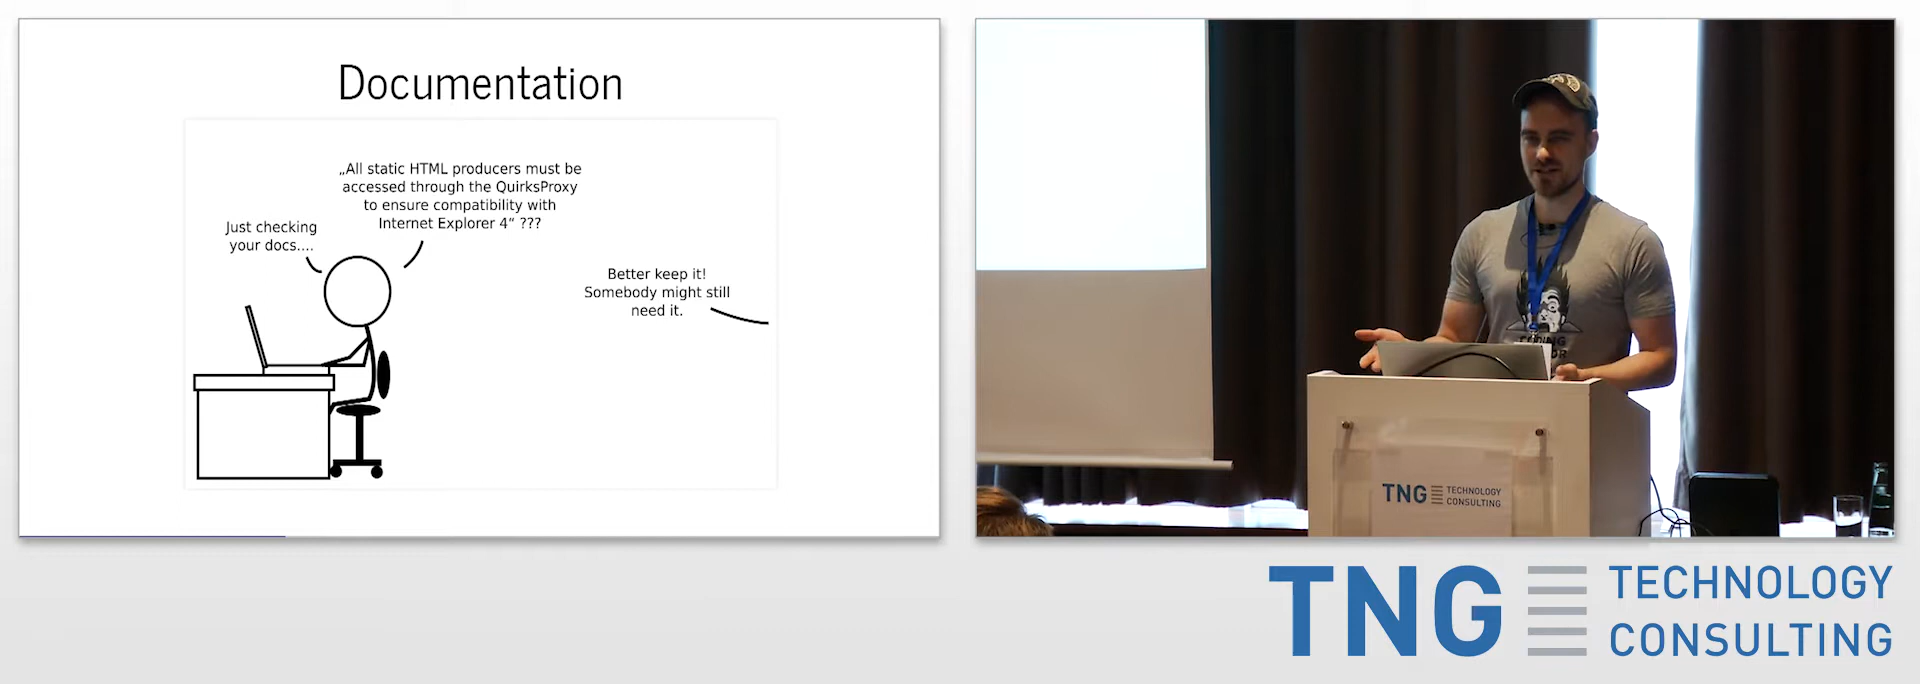 Documentation
„All static HTML producers must be
accessed through the QuirksProxy
to ensure compatibility with
Internet Explorer 4“ ???
Just checking
your docs....
Better keep it!
Somebody might still
need it.
CODING
TNG TECHNOLOGY
CONSULTING
TNG TECHNOLOGY
CONSULTING